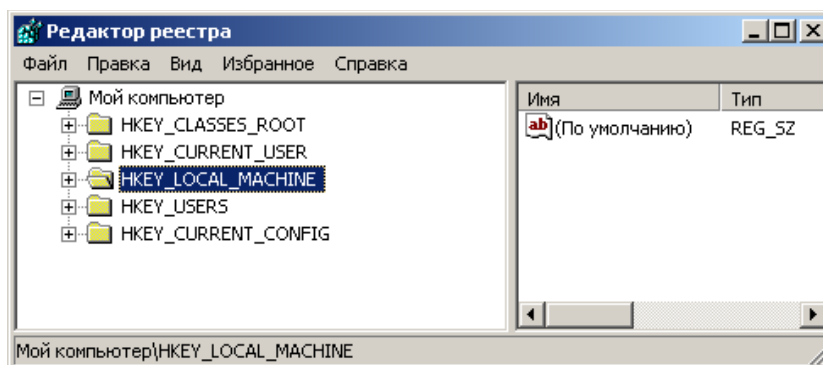 Редактор реестра
Файл Правка Вид Избранное Справка
Мой компьютер
HKEY_CLASSES_ROOT
HKEY_CURRENT_USER
HKEY_LOCAL_MACHINE
HKEY_USERS
HKEY_CURRENT_CONFIG
Имя Тип
ab (По умолчанию) REG_SZ
Мой компьютер\HKEY_LOCAL_MACHINE